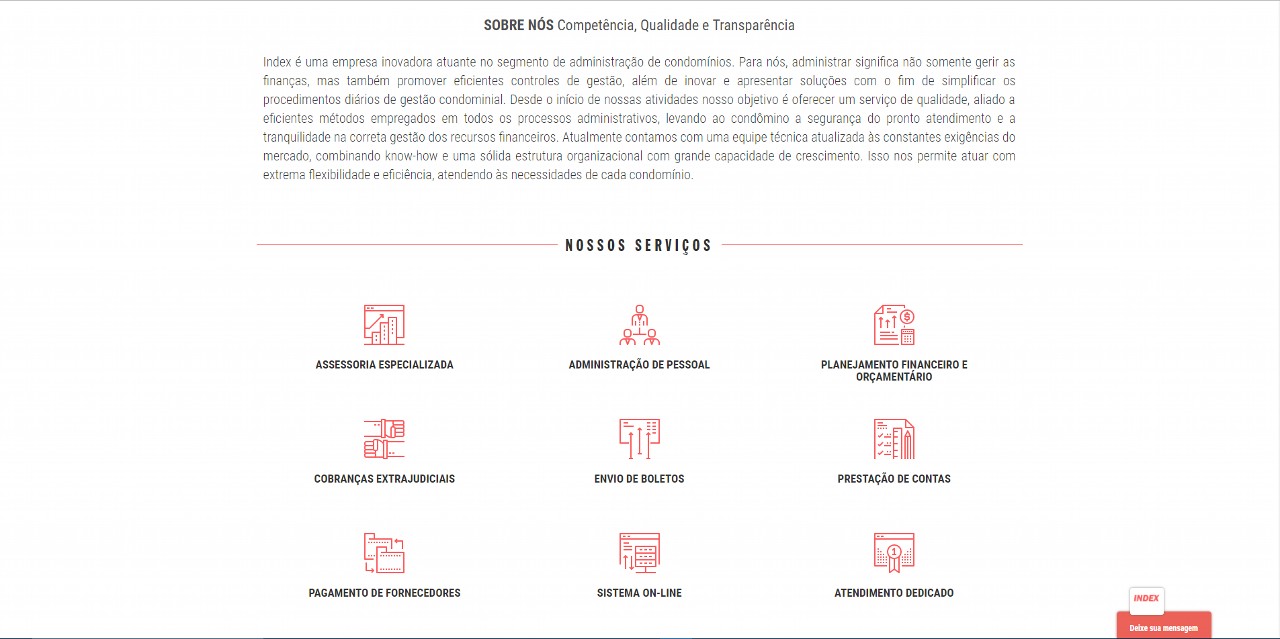 SOBRE NÓS Competência, Qualidade e Transparência
Index é uma empresa inovadora atuante no segmento de administração de condomínios. Para nós, administrar significa não somente gerir as
finanças, mas também promover eficientes controles de gestão, além de inovar e apresentar soluções com o fim de simplificar os
procedimentos diários de gestão condominial. Desde o início de nossas atividades nosso objetivo é oferecer um serviço de qualidade, aliado a
eficientes métodos empregados em todos os processos administrativos, levando ao condômino a segurança do pronto atendimento e a
tranquilidade na correta gestão dos recursos financeiros. Atualmente contamos com uma equipe técnica atualizada às constantes exigências do
mercado, combinando know-how e uma sólida estrutura organizacional com grande capacidade de crescimento. Isso nos permite atuar com
extrema flexibilidade e eficiência, atendendo às necessidades de cada condomínio.
NOSSOS SERVIÇOS
ASSESSORIA ESPECIALIZADA
ADMINISTRAÇÃO DE PESSOAL
PLANEJAMENTO FINANCEIRO E
ORÇAMENTÁRIO
COBRANÇAS EXTRAJUDICIAIS
ENVIO DE BOLETOS
PRESTAÇÃO DE CONTAS
PAGAMENTO DE FORNECEDORES
SISTEMA ON-LINE
ATENDIMENTO DEDICADO
INDEX
Deixe sua mensagem